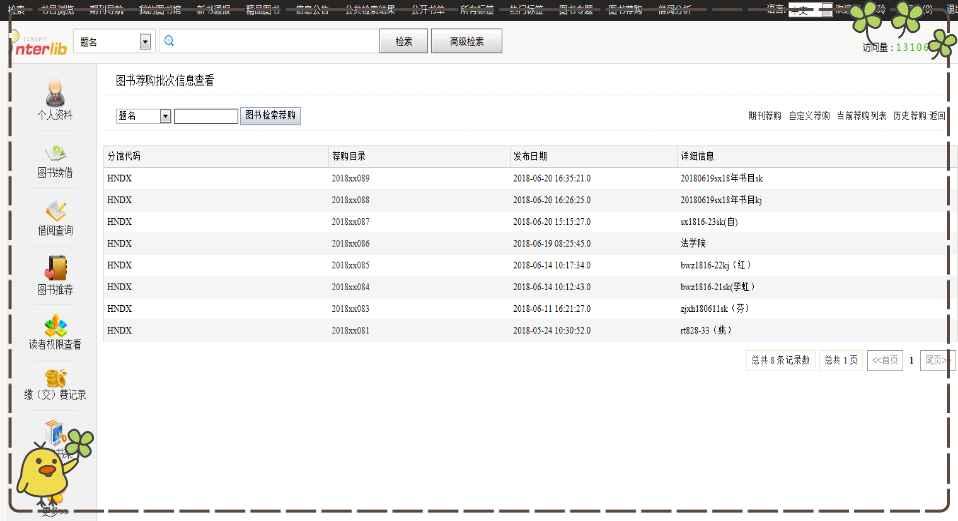 检索 书目浏览 期刊导航 我的图书馆 新书通报 精品图书 信息公告 公共检索结果 公开书单 所有标签 热门标签 图书专题 图书荐购 借阅分析 语言:
TCSOFT
nterlib
题名 检索 高级检索
访问量：13106
图书荐购批次信息查看
个人资料
题名 图书检索荐购 期刊荐购 自定义荐购 当前荐购列表 历史荐购 返回
图书续借
借阅查询
图书推荐
读者权限查看
缴（交）费记录
更多>>
分馆代码 荐购目录 发布日期 详细信息
HNDX 2018xx089 2018-06-20 16:35:21.0 20180619sx18年书目sk
HNDX 2018xx088 2018-06-20 16:26:25.0 20180619sx18年书目kj
HNDX 2018xx087 2018-06-20 15:15:27.0 sx1816-23sk(自)
HNDX 2018xx086 2018-06-19 08:25:45.0 法学院
HNDX 2018xx085 2018-06-14 10:17:34.0 bwz1816-22kj（红）
HNDX 2018xx084 2018-06-14 10:12:43.0 bwz1816-21sk(李虹）
HNDX 2018xx083 2018-06-11 16:21:27.0 zjxh180611sk（芬）
HNDX 2018xx081 2018-05-24 10:30:52.0 rt828-33（姚）
总共 8 条记录数 总共 1 页 <<首页 1 尾页>>